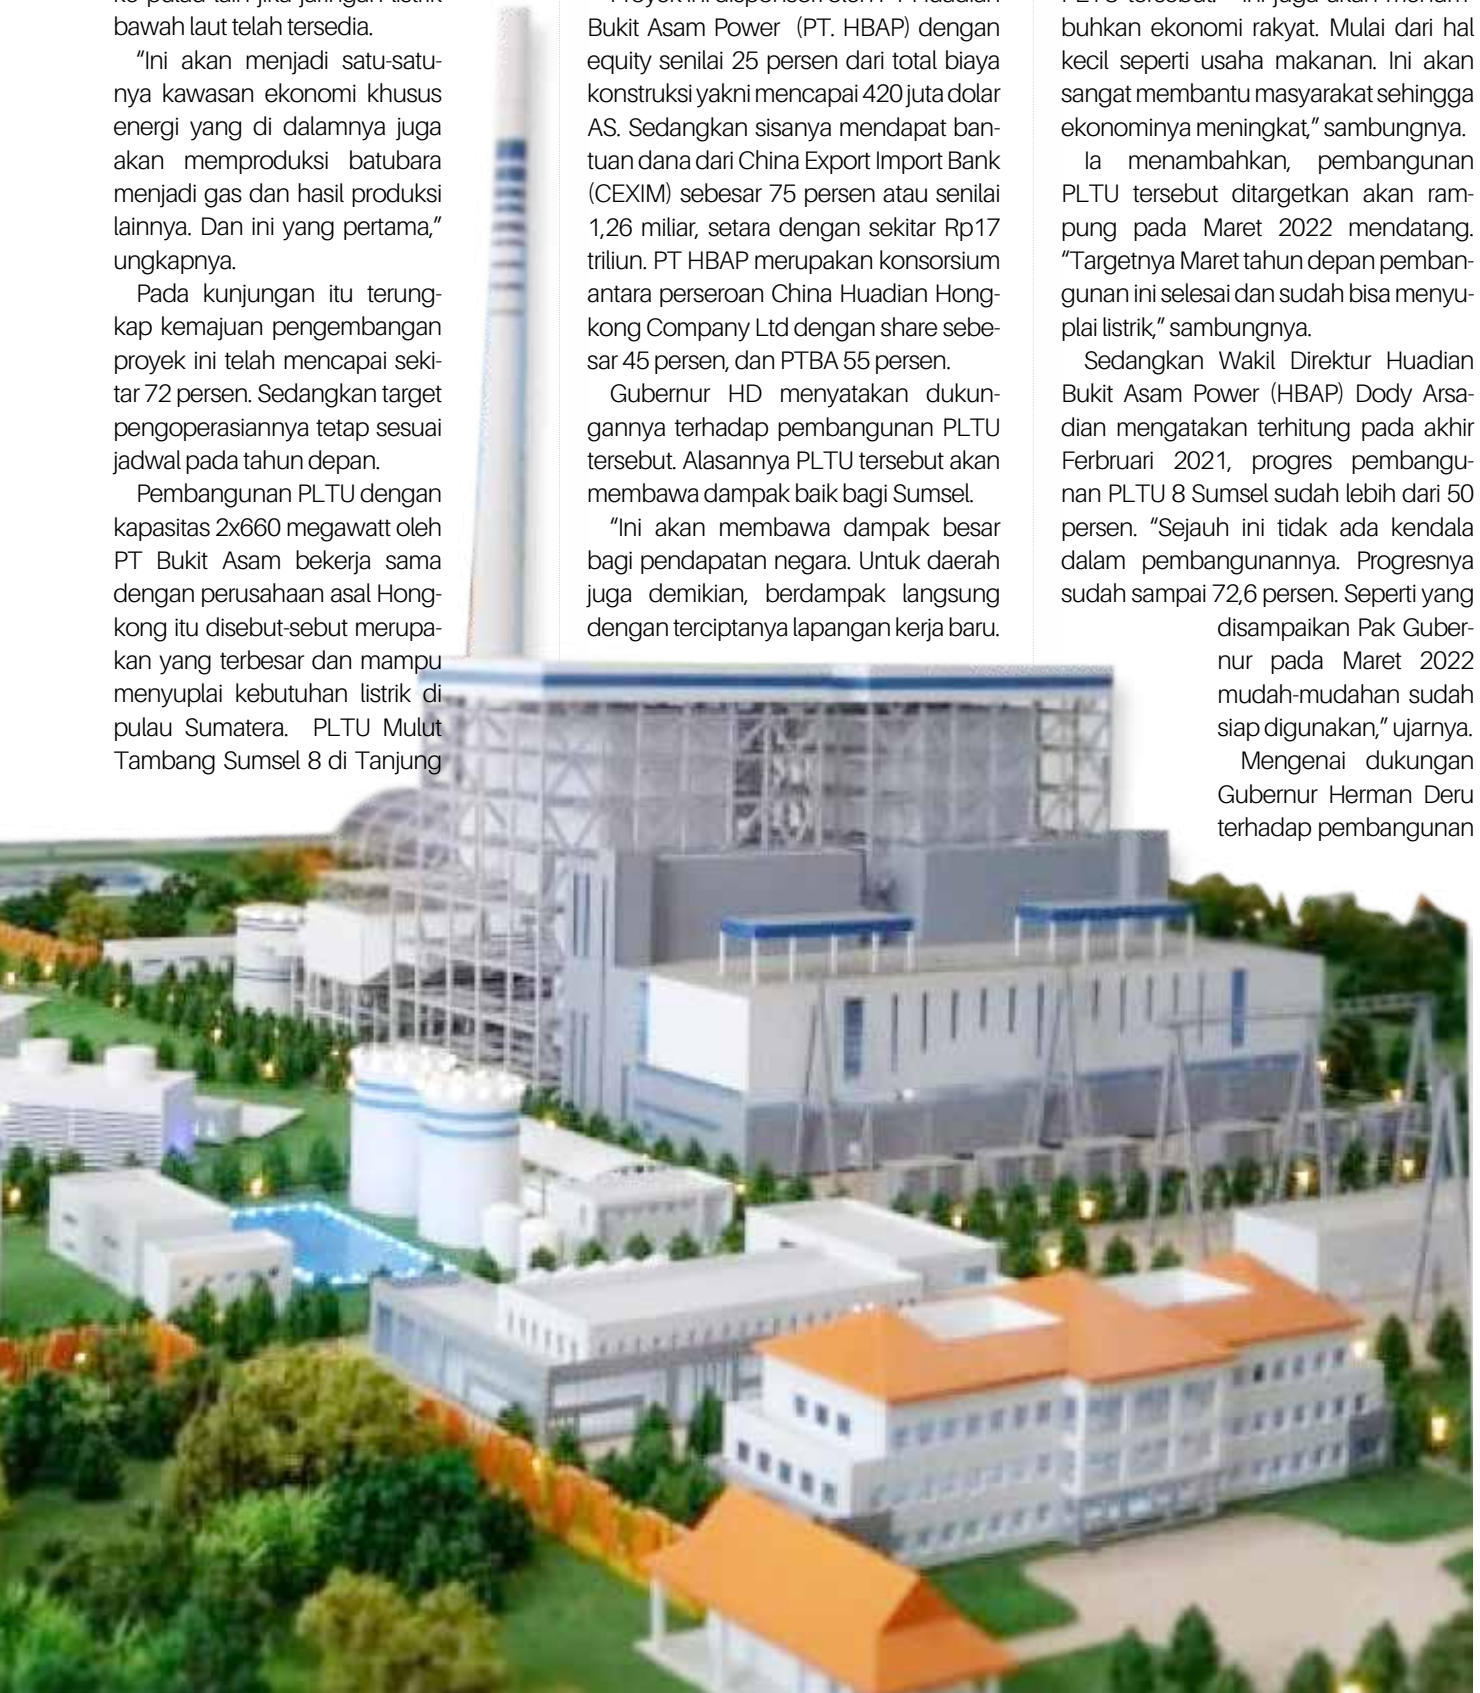 bawah laut telah tersedia.
“Ini akan menjadi satu-satu-
nya kawasan ekonomi khusus
energi yang di dalamnya juga
akan memproduksi batubara
menjadi gas dan hasil produksi
lainnya. Dan ini yang pertama,”
ungkapnya.
Pada kunjungan itu terung-
kap kemajuan pengembangan
proyek ini telah mencapai seki-
tar 72 persen. Sedangkan target
pengoperasiannya tetap sesuai
jadwal pada tahun depan.
Pembangunan PLTU dengan
kapasitas 2x660 megawatt oleh
PT Bukit Asam bekerja sama
dengan perusahaan asal Hong-
kong itu disebut-sebut merupa-
kan yang terbesar dan mampu
menyuplai kebutuhan listrik di
pulau Sumatera. PLTU Mulut
Tambang Sumsel 8 di Tanjung
Bukit Asam Power (PT. HBAP) dengan
equity senilai 25 persen dari total biaya
konstruksi yakni mencapai 420 juta dolar
AS. Sedangkan sisanya mendapat ban-
tuan dana dari China Export Import Bank
(CEXIM) sebesar 75 persen atau senilai
1,26 miliar, setara dengan sekitar Rp17
triliun. PT HBAP merupakan konsorsium
antara perseroan China Huadian Hong-
kong Company Ltd dengan share sebe-
sar 45 persen, dan PTBA 55 persen.
Gubernur HD menyatakan dukun-
gannya terhadap pembangunan PLTU
tersebut. Alasannya PLTU tersebut akan
membawa dampak baik bagi Sumsel.
“Ini akan membawa dampak besar
bagi pendapatan negara. Untuk daerah
juga demikian, berdampak langsung
dengan terciptanya lapangan kerja baru.
buhkan ekonomi rakyat. Mulai dari hal
kecil seperti usaha makanan. Ini akan
sangat membantu masyarakat sehingga
ekonominya meningkat,” sambungnya.
Ia menambahkan, pembangunan
PLTU tersebut ditargetkan akan ram-
pung pada Maret 2022 mendatang.
“Targetnya Maret tahun depan pemban-
gunan ini selesai dan sudah bisa menyu-
plai listrik,” sambungnya.
Sedangkan Wakil Direktur Huadian
Bukit Asam Power (HBAP) Dody Arsa-
dian mengatakan terhitung pada akhir
Ferbruari 2021, progres pembangu-
nan PLTU 8 Sumsel sudah lebih dari 50
persen. “Sejauh ini tidak ada kendala
dalam pembangunannya. Progresnya
sudah sampai 72,6 persen. Seperti yang
disampaikan Pak Guber-
nur pada Maret 2022
mudah-mudahan sudah
siap digunakan,” ujarnya.
Mengenai dukungan
Gubernur Herman Deru
terhadap pembangunan